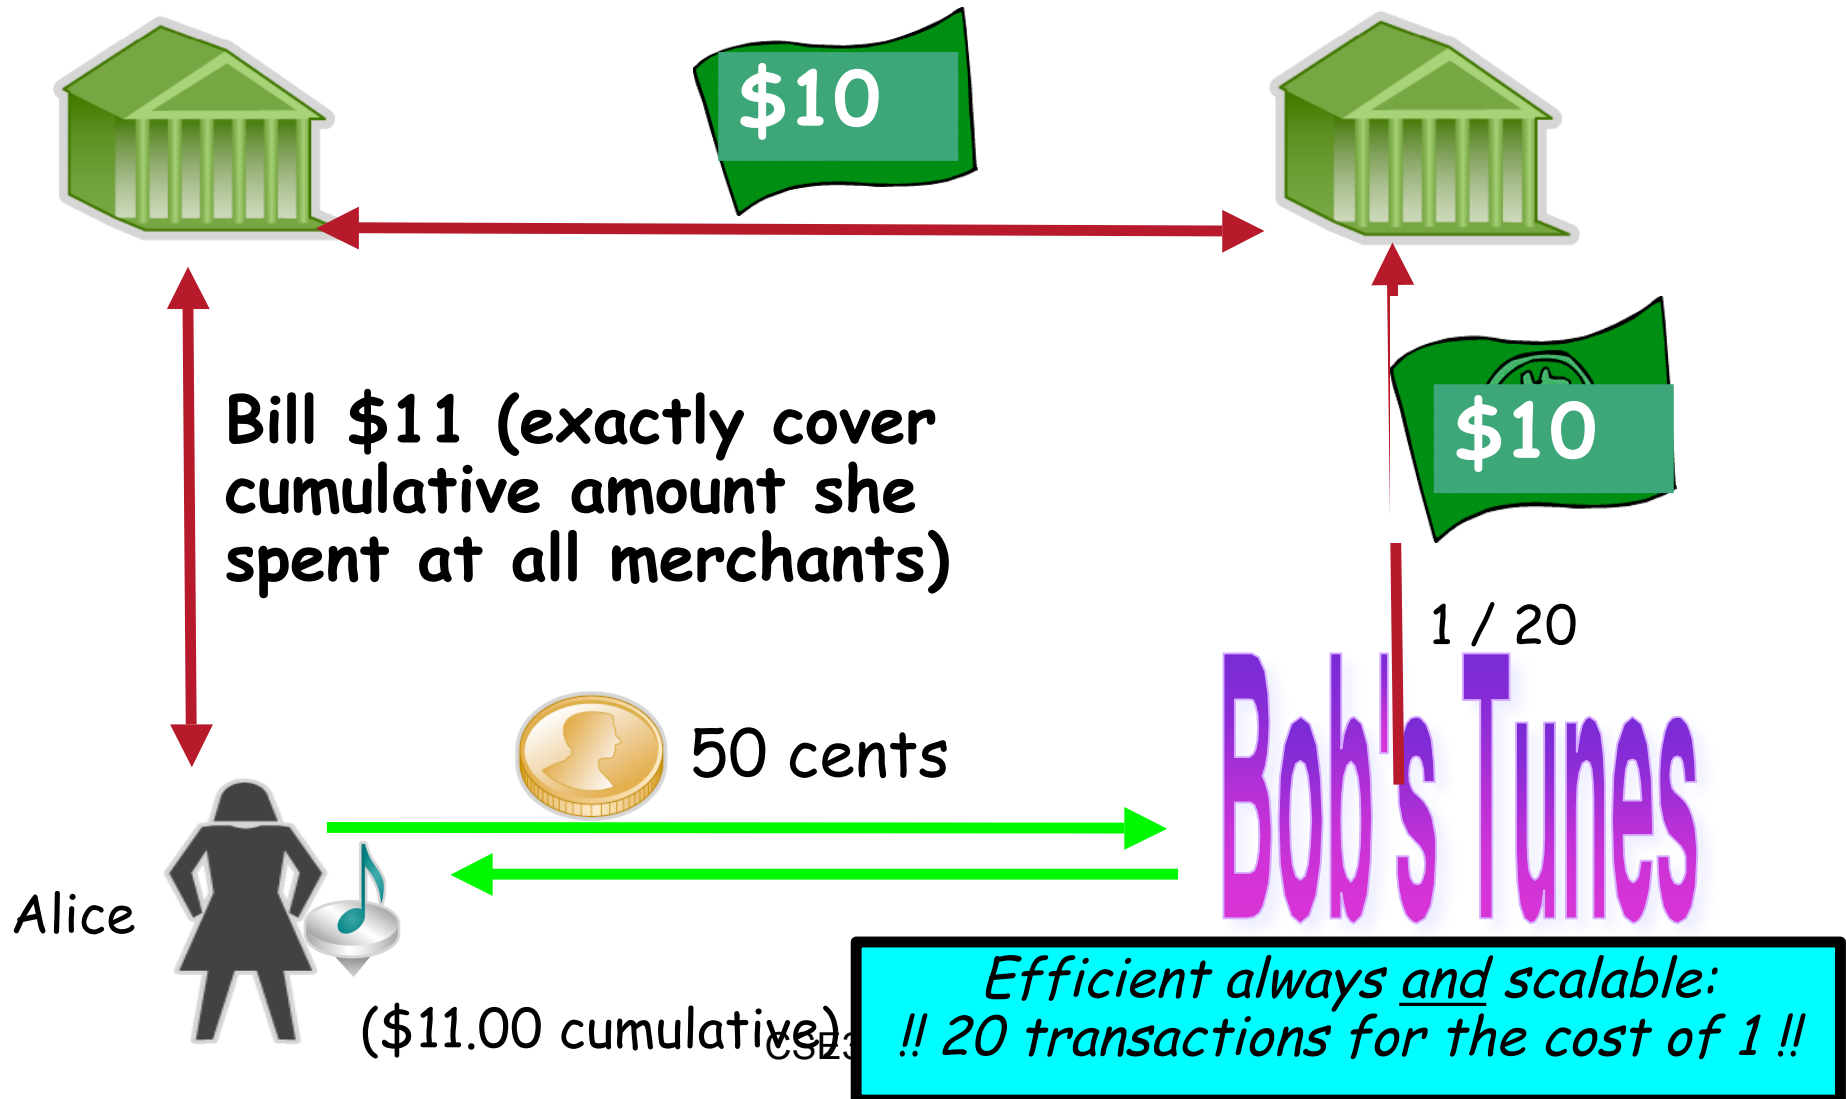 $10
Bill $11 (exactly cover
cumulative amount she
spent at all merchants)
$10
1 / 20
50 cents
Bob's Tunes
Alice
($11.00 cumulative)
CSE3
Efficient always and scalable:
!! 20 transactions for the cost of 1 !!